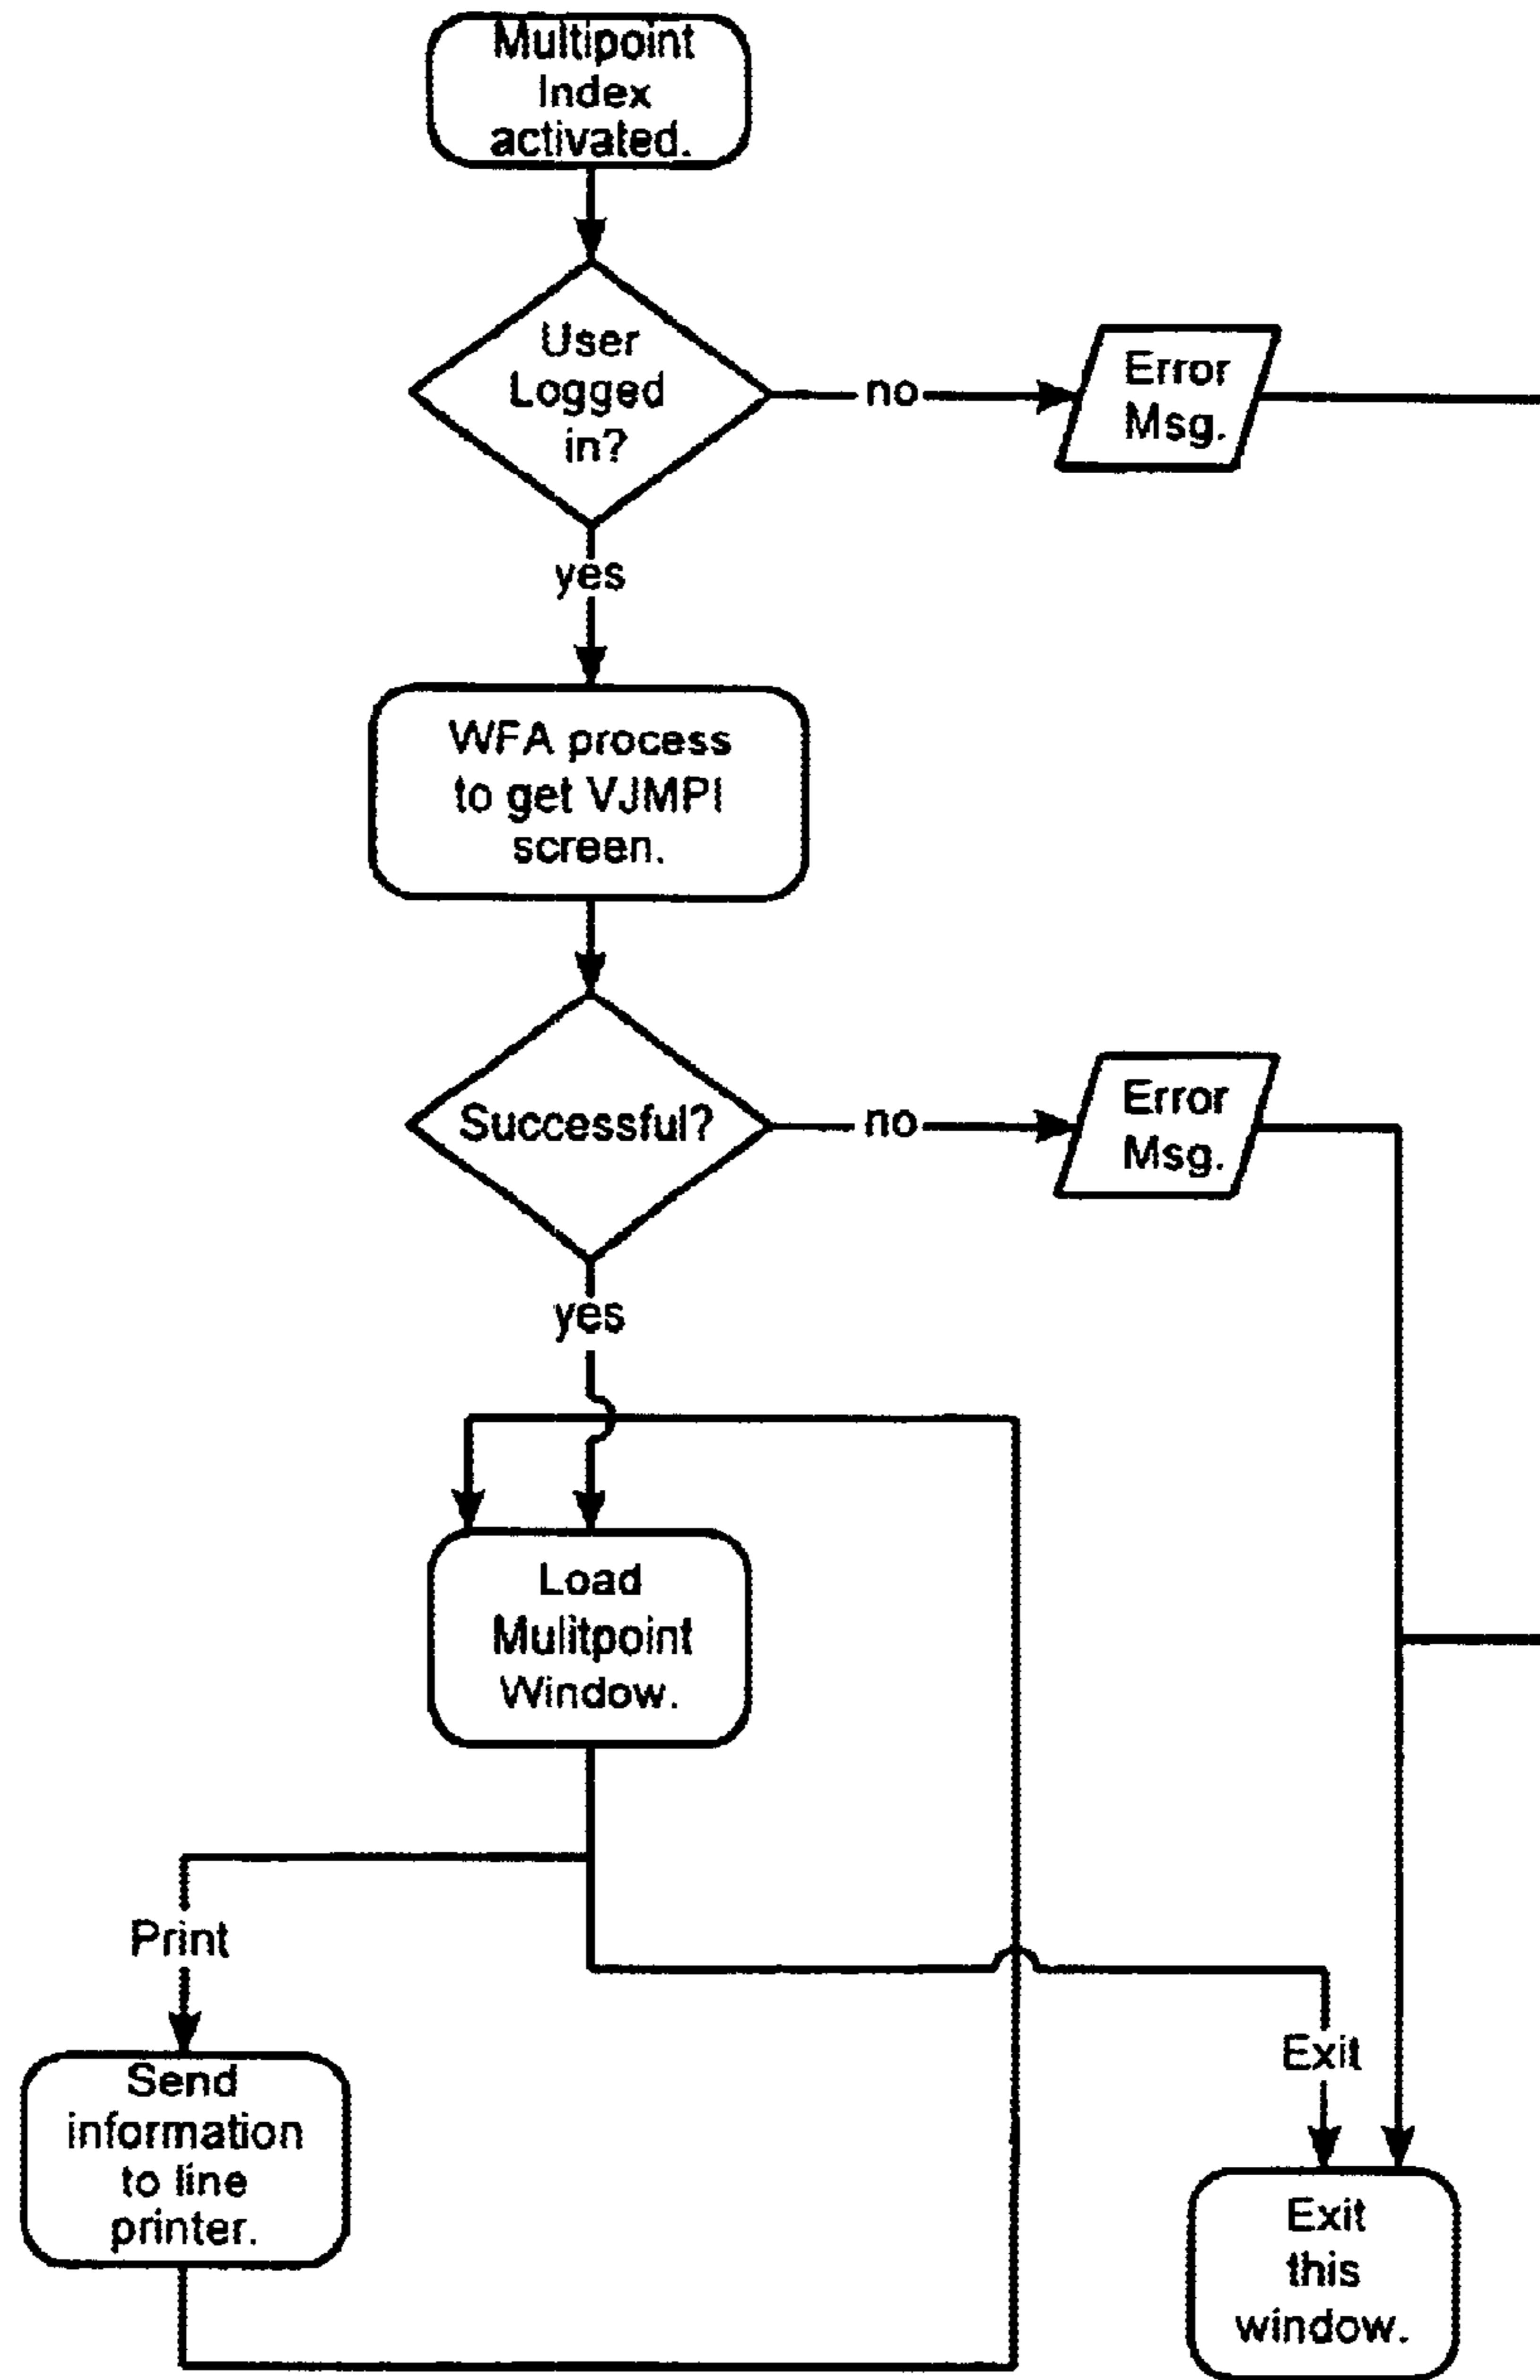 Multipoint
Index
activated.
User
Logged
in?
no
Error
Msg.
yes
WFA process
to get VJMPI
screen.
Successful?
no
Error
Msg.
yes
Load
Mulitpoint
Window.
Print
Exit
Send
information
to line
printer.
Exit
this
window.